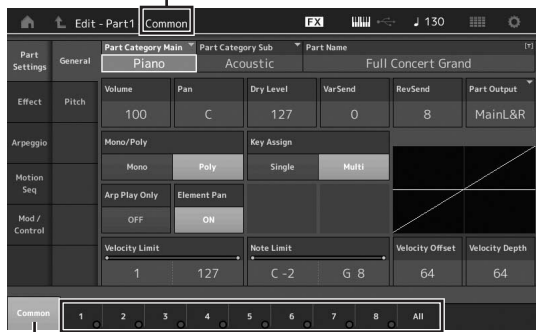 Edit - Part1 Common FX 130
Part Settings
General
Part Category Main Part Category Sub Part Name [T]
Piano Acoustic Full Concert Grand
Effect
Pitch
Volume Pan Dry Level VarSend RevSend Part Output
100 C 127 0 8 MainL&R
Arpeggio
Mono/Poly Key Assign
Mono Poly Single Multi
Motion Seq
Arp Play Only Element Pan
OFF ON
Mod / Control
Velocity Limit Note Limit Velocity Offset Velocity Depth
1 127 C -2 G 8 64 64
Common 1 2 3 4 5 6 7 8 All